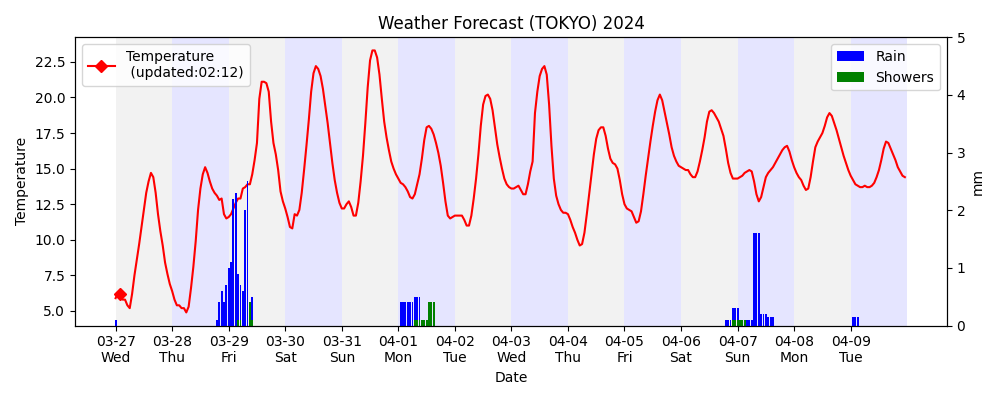 Weather Forecast (TOKYO) 2024
Temperature
(updated:02:12)
Rain
Showers
Temperature
22.5
20.0
17.5
15.0
12.5
10.0
7.5
5.0
5
4
3
2
1
0
mm
03-27 03-28 03-29 03-30 03-31 04-01 04-02 04-03 04-04 04-05 04-06 04-07 04-08 04-09
Wed Thu Fri Sat Sun Mon Tue Wed Thu Fri Sat Sun Mon Tue
Date